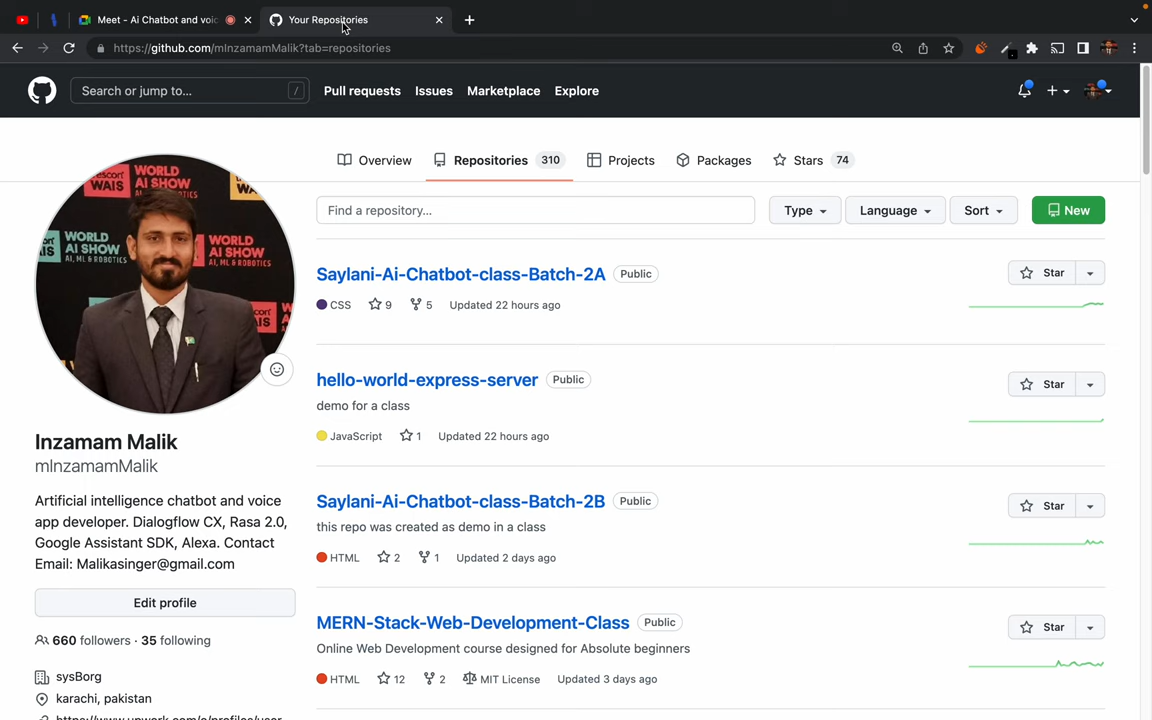 Meet - Ai Chatbot and voic
Your Repositories
https://github.com/mInzamamMalik?tab=repositories
Search or jump to...
/
Pull requests
Issues
Marketplace
Explore
Overview
Repositories 310
Projects
Packages
Stars 74
WORLD
AI SHOW
AI, ML & ROBOTICS
WAIS
Find a repository...
Type
Language
Sort
New
Saylani-Ai-Chatbot-class-Batch-2A Public
Star
CSS 9 5 Updated 22 hours ago
hello-world-express-server Public
Star
demo for a class
JavaScript 1 Updated 22 hours ago
Inzamam Malik
mInzamamMalik
Artificial intelligence chatbot and voice
app developer. Dialogflow CX, Rasa 2.0,
Google Assistant SDK, Alexa. Contact
Email: Malikasinger@gmail.com
Edit profile
660 followers · 35 following
sysBorg
karachi, pakistan
Saylani-Ai-Chatbot-class-Batch-2B Public
Star
this repo was created as demo in a class
HTML 2 1 Updated 2 days ago
MERN-Stack-Web-Development-Class Public
Star
Online Web Development course designed for Absolute beginners
HTML 12 2 MIT License Updated 3 days ago